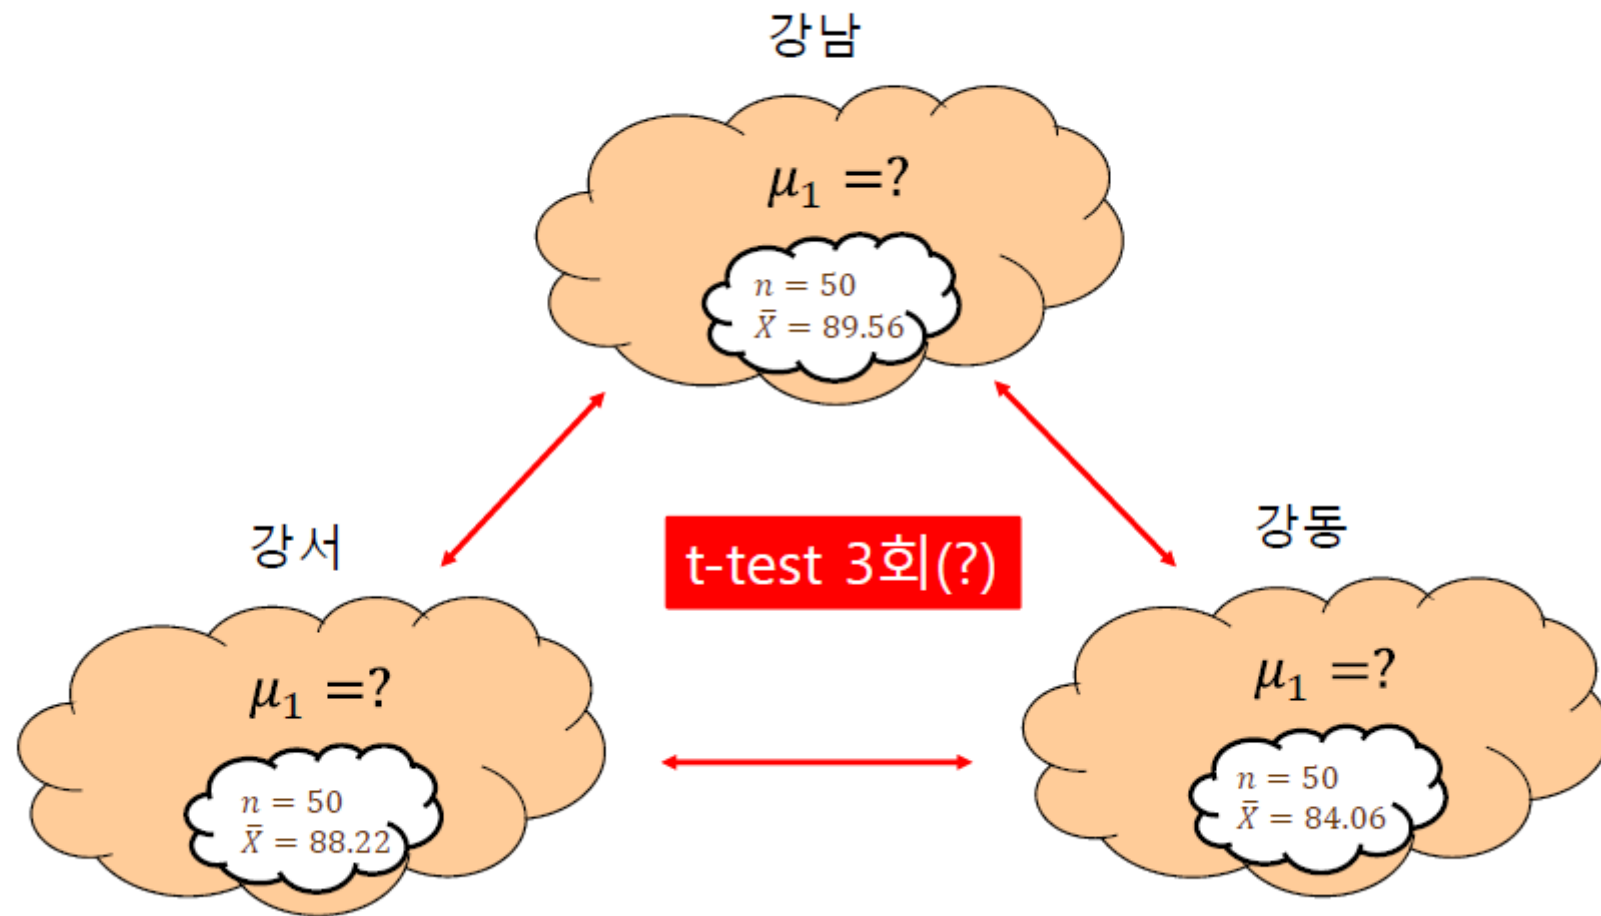 강남
μ₁ =?
n = 50
X̄ = 89.56
강서
강동
t-test 3회(?)
μ₁ =?
n = 50
X̄ = 88.22
μ₁ =?
n = 50
X̄ = 84.06